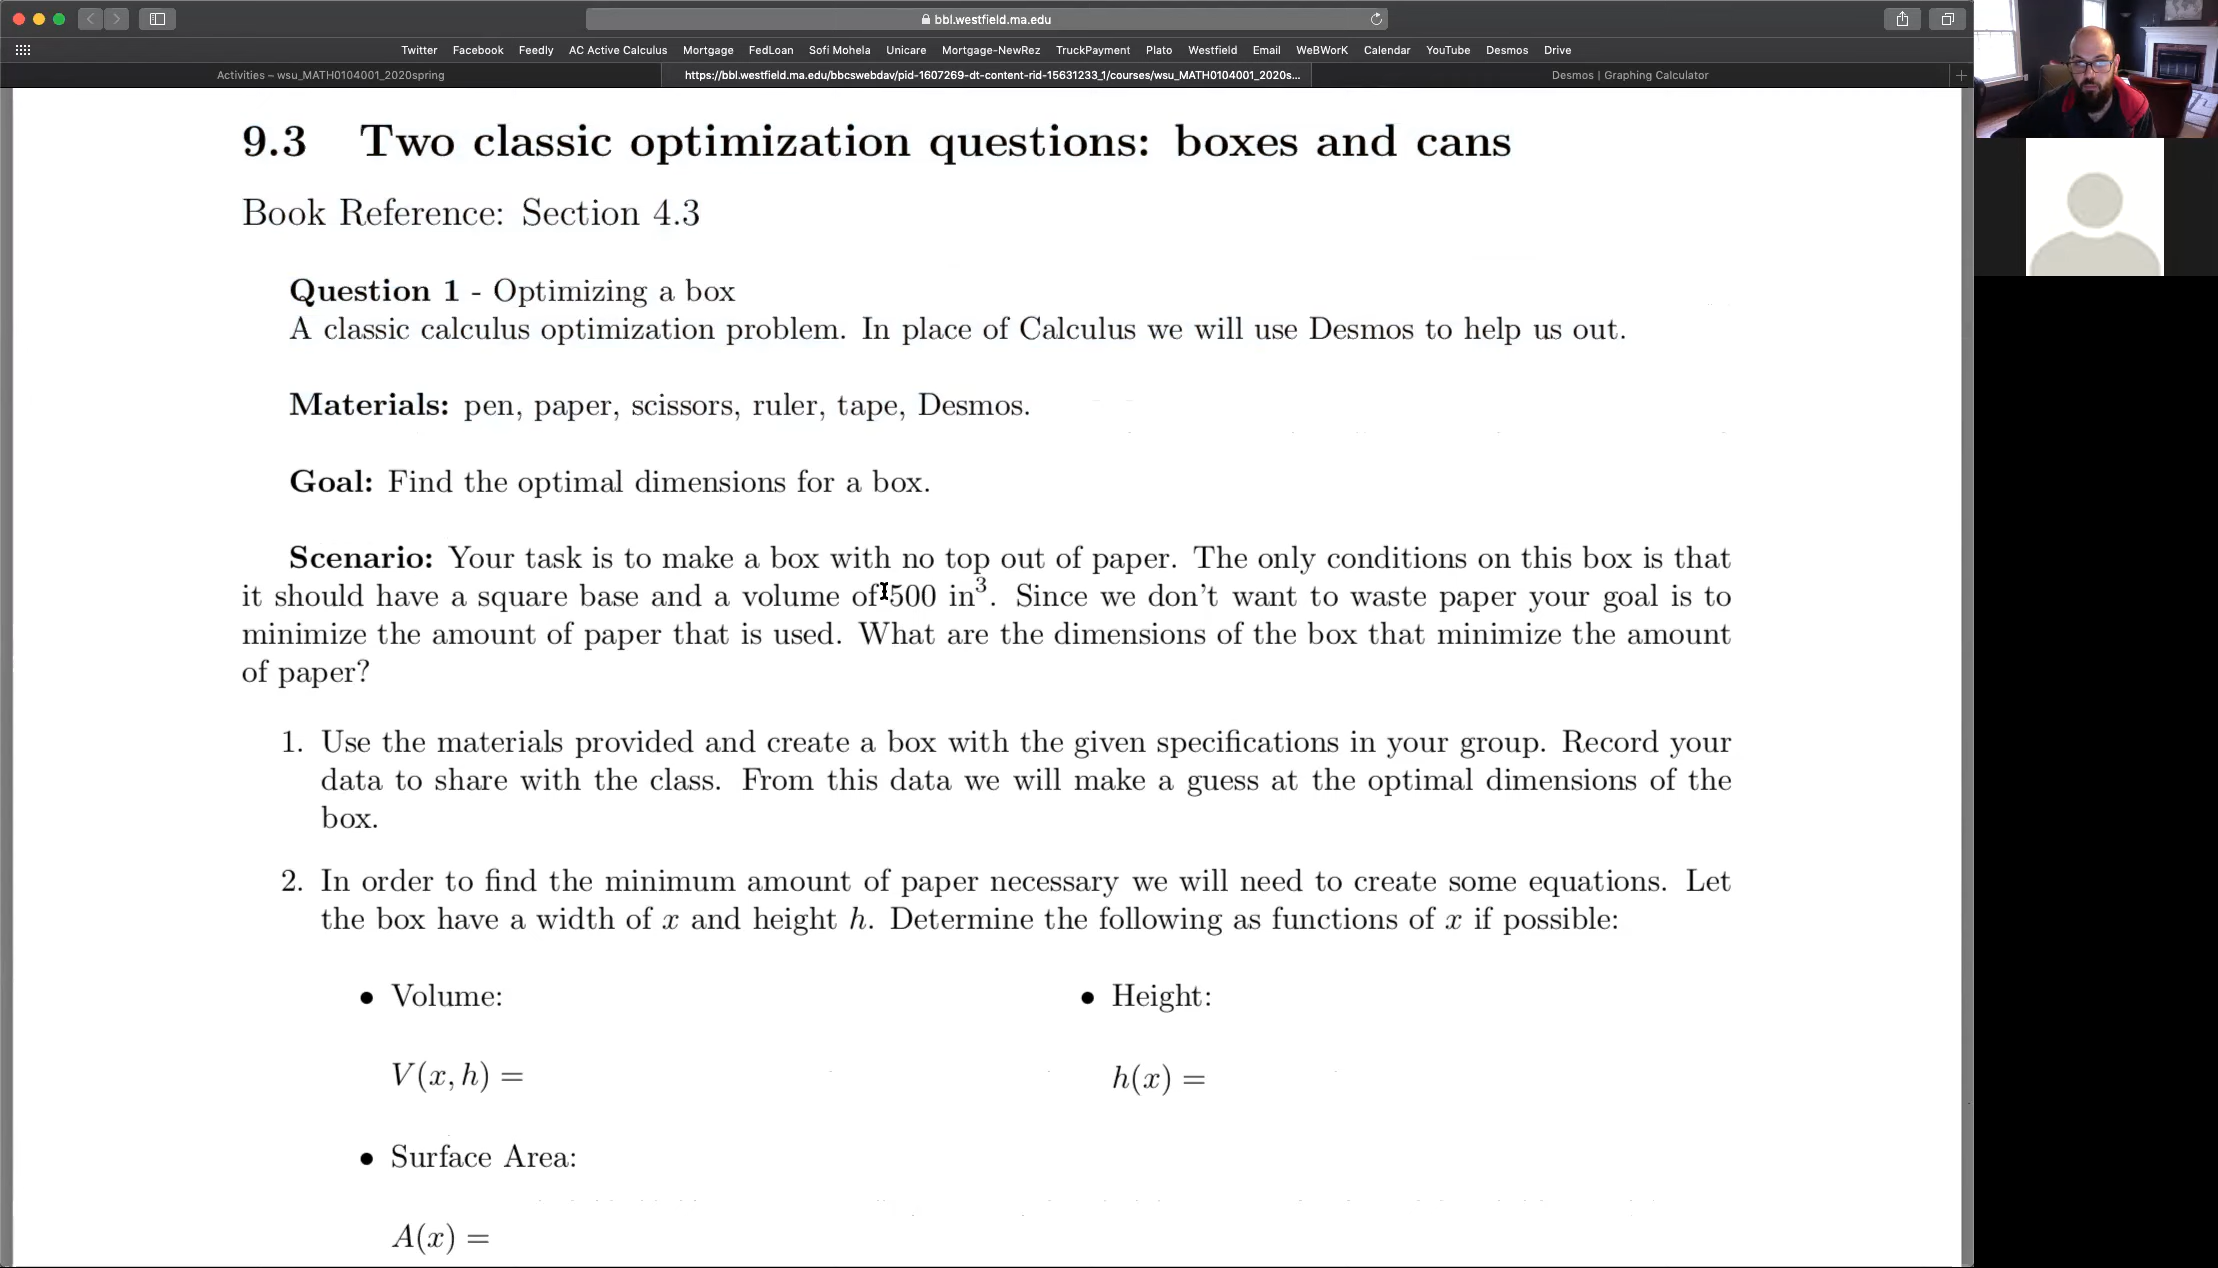 bbl.westfield.ma.edu
Twitter Facebook Feedly AC Active Calculus Mortgage FedLoan Sofi Mohela Unicare Mortgage-NewRez TruckPayment Plato Westfield Email WeBWorK Calendar YouTube Desmos Drive
Activities – wsu_MATH0104001_2020spring https://bbl.westfield.ma.edu/bbcswebdav/pid-1607269-dt-content-rid-15631233_1/courses/wsu_MATH0104001_2020s... Desmos | Graphing Calculator
9.3 Two classic optimization questions: boxes and cans
Book Reference: Section 4.3
Question 1 - Optimizing a box
A classic calculus optimization problem. In place of Calculus we will use Desmos to help us out.
Materials: pen, paper, scissors, ruler, tape, Desmos.
Goal: Find the optimal dimensions for a box.
Scenario: Your task is to make a box with no top out of paper. The only conditions on this box is that
it should have a square base and a volume of 500 in³. Since we don't want to waste paper your goal is to
minimize the amount of paper that is used. What are the dimensions of the box that minimize the amount
of paper?
1. Use the materials provided and create a box with the given specifications in your group. Record your
data to share with the class. From this data we will make a guess at the optimal dimensions of the
box.
2. In order to find the minimum amount of paper necessary we will need to create some equations. Let
the box have a width of x and height h. Determine the following as functions of x if possible:
• Volume: • Height:
V(x, h) = h(x) =
• Surface Area:
A(x) =